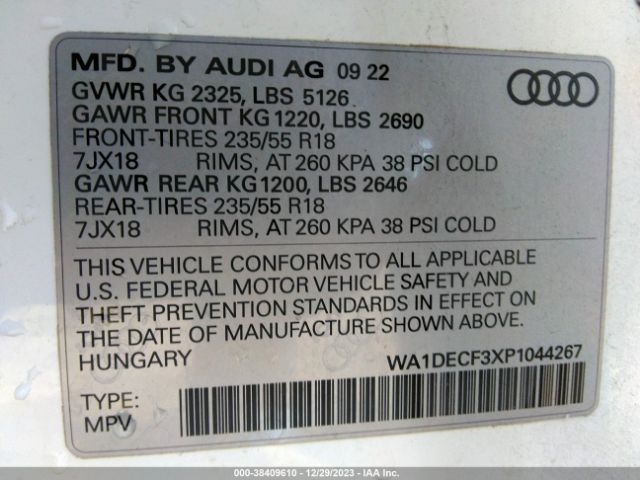 MFD. BY AUDI AG 09 22
GVWR KG 2325, LBS 5126
GAWR FRONT KG 1220, LBS 2690
FRONT-TIRES 235/55 R18
7JX18 RIMS, AT 260 KPA 38 PSI COLD
GAWR REAR KG 1200, LBS 2646
REAR-TIRES 235/55 R18
7JX18 RIMS, AT 260 KPA 38 PSI COLD
THIS VEHICLE CONFORMS TO ALL APPLICABLE
U.S. FEDERAL MOTOR VEHICLE SAFETY AND
THEFT PREVENTION STANDARDS IN EFFECT ON
THE DATE OF MANUFACTURE SHOWN ABOVE.
HUNGARY WA1DECF3XP1044267
TYPE:
MPV
000-38409610 - 12/29/2023 - IAA Inc.